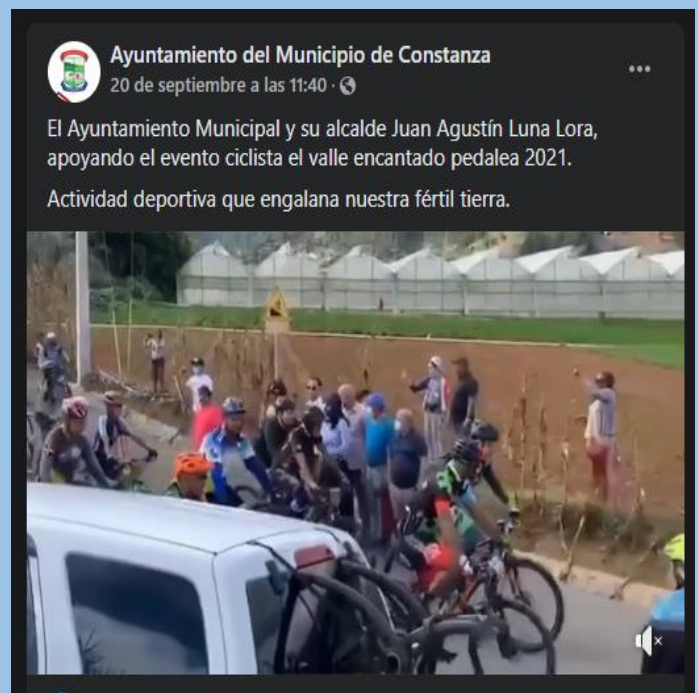 Ayuntamiento del Municipio de Constanza
20 de septiembre a las 11:40 ·
El Ayuntamiento Municipal y su alcalde Juan Agustín Luna Lora,
apoyando el evento ciclista el valle encantado pedalea 2021.
Actividad deportiva que engalana nuestra fértil tierra.